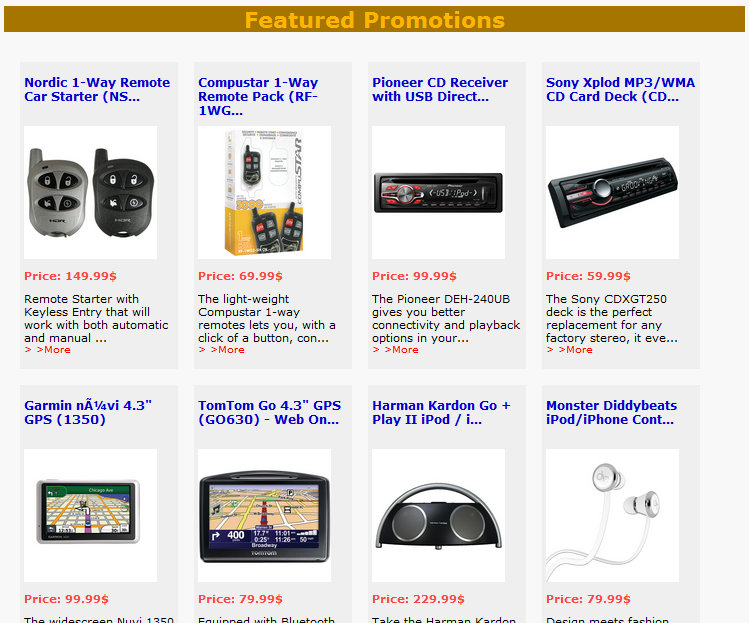 Featured Promotions
Nordic 1-Way Remote
Car Starter (NS...
Compustar 1-Way
Remote Pack (RF-
1WG...
Pioneer CD Receiver
with USB Direct...
Sony Xplod MP3/WMA
CD Card Deck (CD...
COMPUSTAR
Price: 149.99$
Remote Starter with
Keyless Entry that will
work with both automatic
and manual ...
> >More
Price: 69.99$
The light-weight
Compustar 1-way
remotes lets you, with a
click of a button, con...
> >More
Price: 99.99$
The Pioneer DEH-240UB
gives you better
connectivity and playback
options in your...
> >More
Price: 59.99$
The Sony CDXGT250
deck is the perfect
replacement for any
factory stereo, it eve...
> >More
Garmin nÃ¼vi 4.3"
GPS (1350)
TomTom Go 4.3" GPS
(GO630) - Web On...
Harman Kardon Go +
Play II iPod / i...
Monster Diddybeats
iPod/iPhone Cont...
Chicago Ave
400
Broadway
TOMTOM
Price: 99.99$
The widescreen Nuvi 1350
Price: 79.99$
Equipped with Bluetooth
Price: 229.99$
Take the Harman Kardon
Price: 79.99$
Design meets fashion